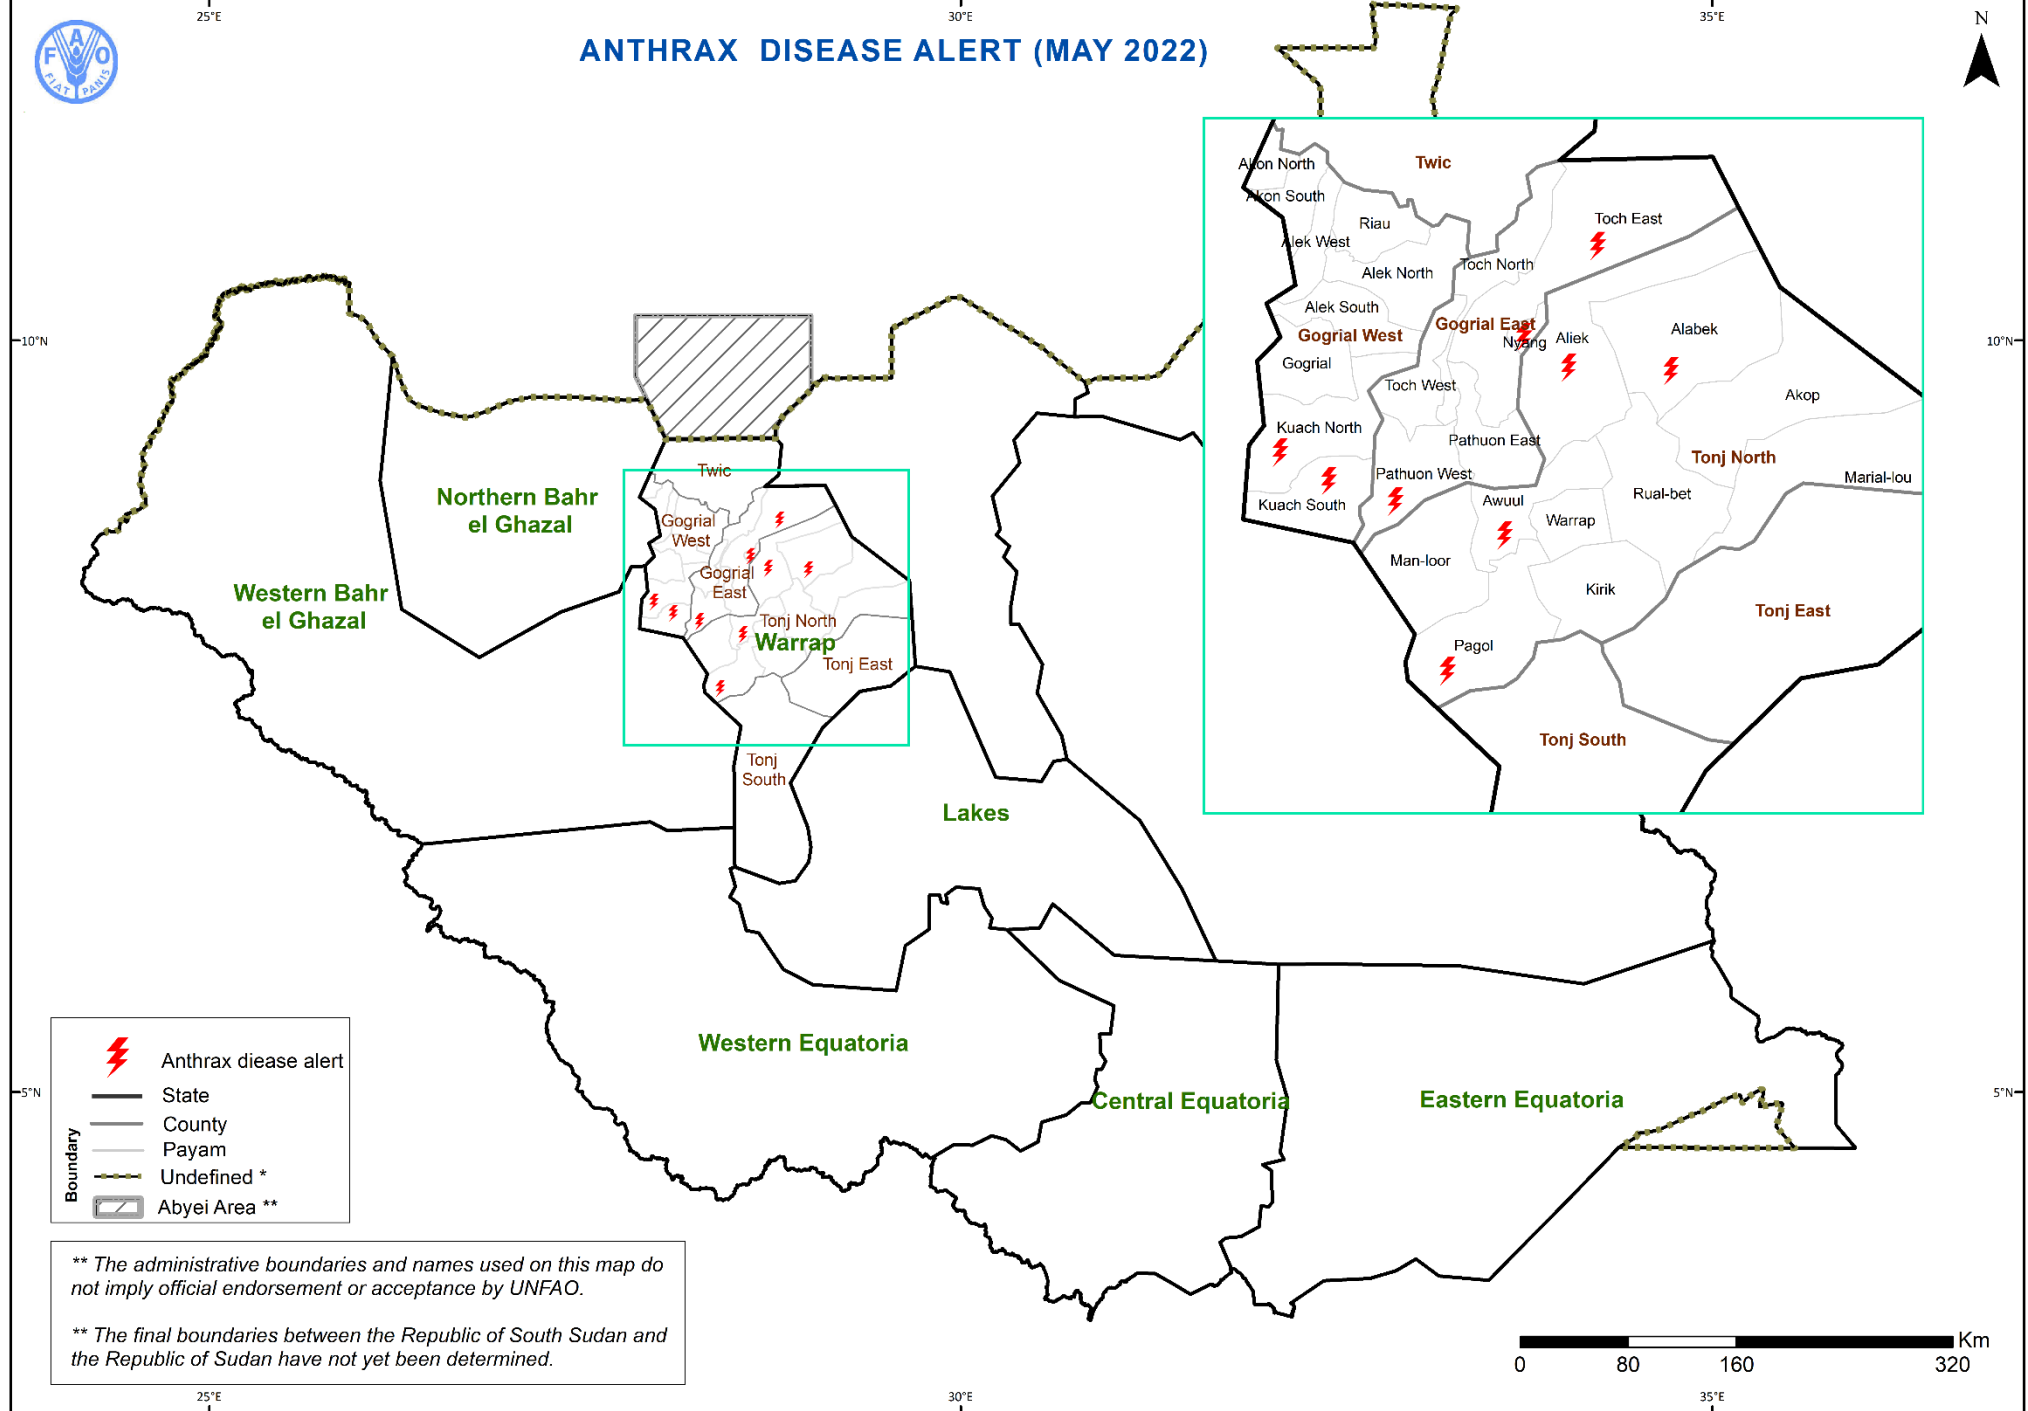 25°E
30°E
35°E
N
F A O
FIAT PANIS
ANTHRAX  DISEASE ALERT (MAY 2022)
Akon North
Twic
Akon South
Toch East
Riau
Alek West
Toch North
Alek North
Alek South
Gogrial East
Alabek
Gogrial West
Nyang
Aliek
10°N
10°N
Gogrial
Toch West
Akop
Kuach North
Pathuon East
Tonj North
Pathuon West
Marial-lou
Kuach South
Awuul
Rual-bet
Warrap
Man-loor
Kirik
Tonj East
Pagol
Tonj South
Twic
Northern Bahr
el Ghazal
Gogrial
West
Western Bahr
el Ghazal
Gogrial
East
Tonj North
Warrap
Tonj East
Tonj
South
Lakes
Western Equatoria
Central Equatoria
Eastern Equatoria
5°N
5°N
Anthrax diease alert
State
County
Payam
Undefined *
Abyei Area **
Boundary
** The administrative boundaries and names used on this map do
not imply official endorsement or acceptance by UNFAO.
** The final boundaries between the Republic of South Sudan and
the Republic of Sudan have not yet been determined.
Km
0 80 160 320
25°E
30°E
35°E